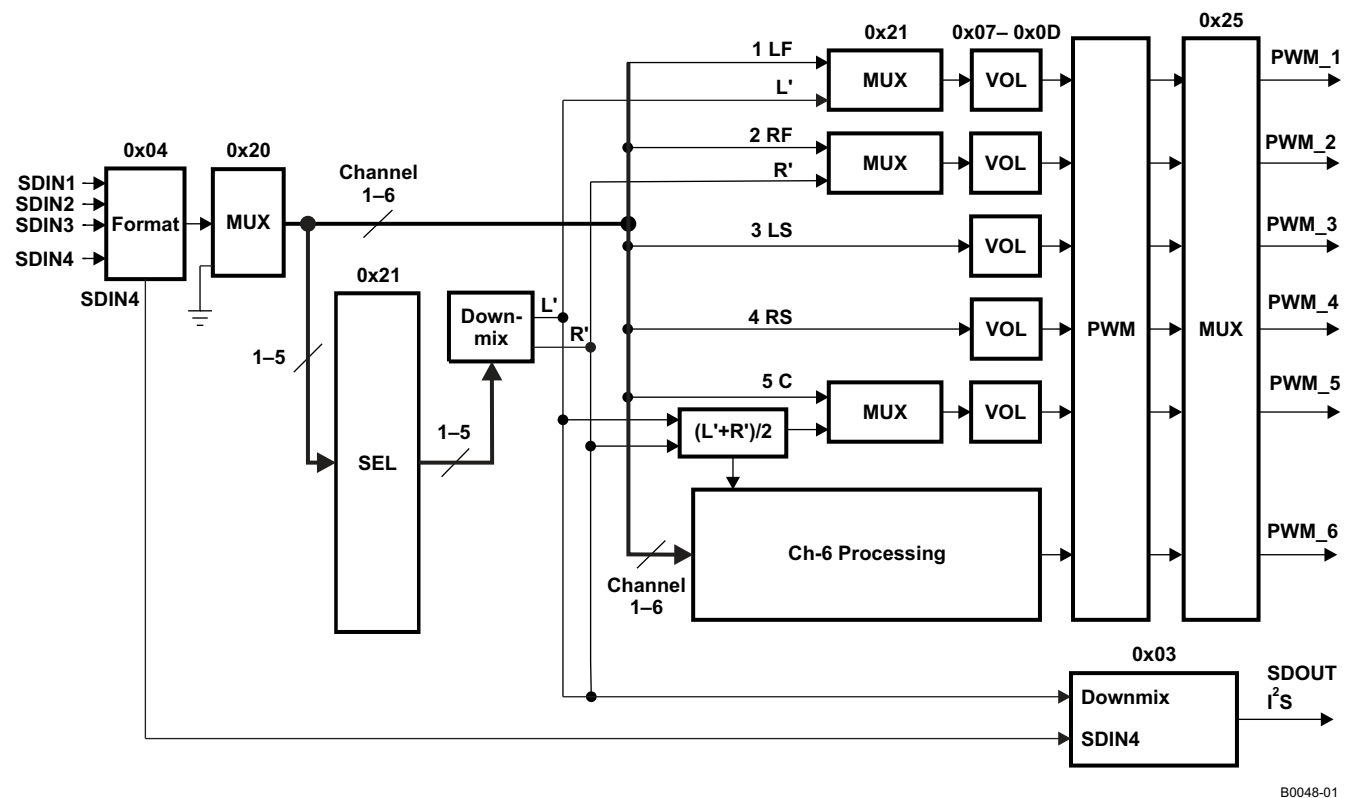 0x25
0x21
0x07– 0x0D
1 LF
MUX
VOL
PWM_1
L'
2 RF
MUX
VOL
PWM_2
R'
0x04
0x20
Channel
1–6
SDIN1
SDIN2
SDIN3
SDIN4
Format
MUX
SDIN4
3 LS
VOL
PWM_3
0x21
Down-
mix
L'
R'
4 RS
VOL
PWM
MUX
PWM_4
1–5
5 C
MUX
VOL
PWM_5
(L'+R')/2
1–5
SEL
Ch-6 Processing
PWM_6
Channel
1–6
0x03
Downmix
SDIN4
SDOUT
I²S
B0048-01